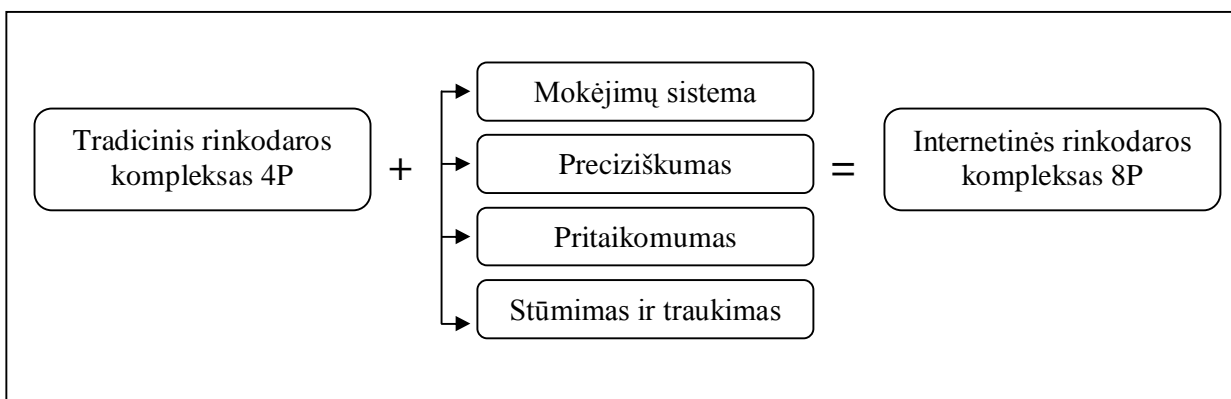 Tradicinis rinkodaros
kompleksas 4P
+
Mokėjimų sistema
Preciziškumas
Pritaikomumas
Stūmimas ir traukimas
=
Internetinės rinkodaros
kompleksas 8P